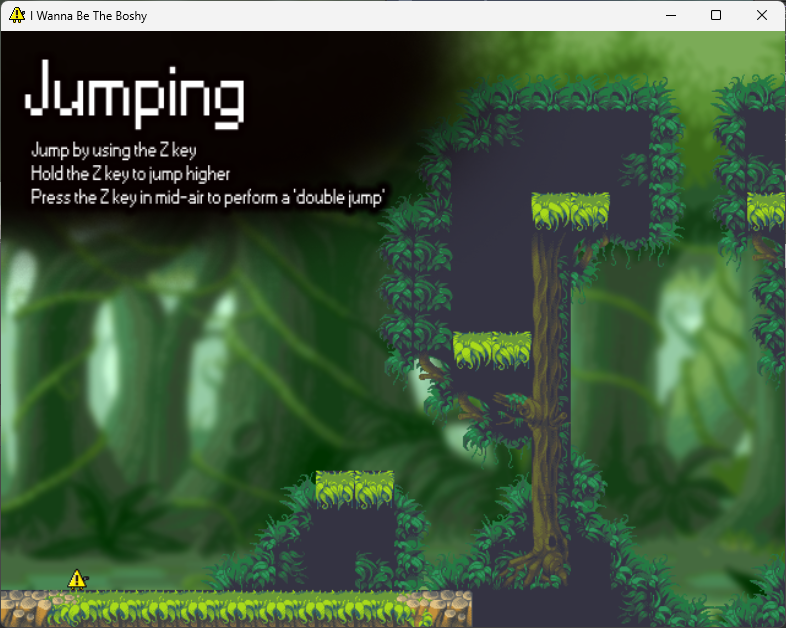 I Wanna Be The Boshy
Jumping
Jump by using the Z key
Hold the Z key to jump higher
Press the Z key in mid-air to perform a 'double jump'